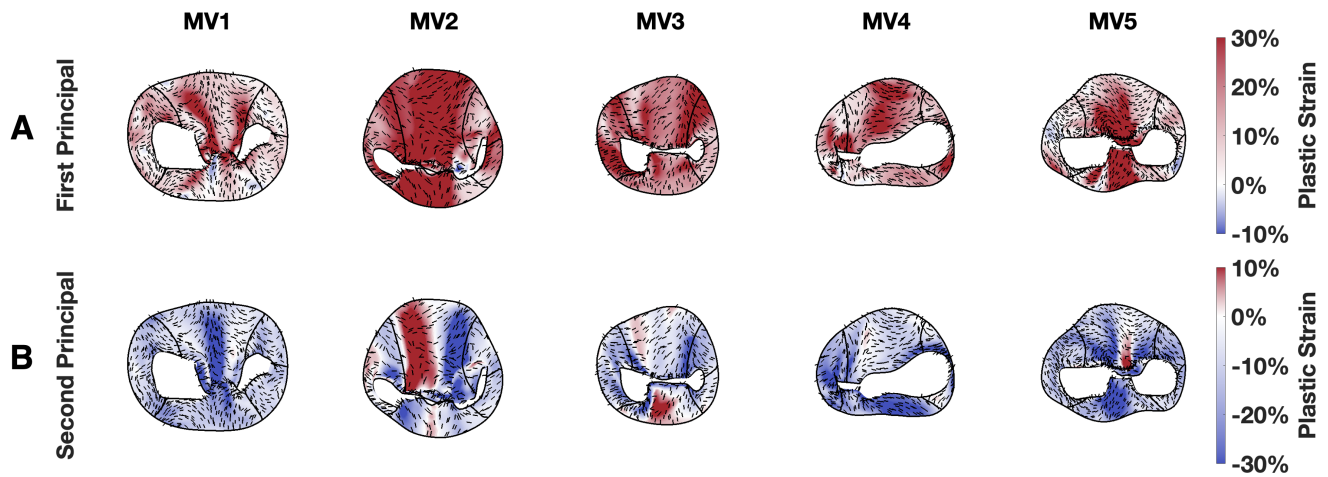 MV1 MV2 MV3 MV4 MV5
A
First Principal
30%
20%
10%
0%
-10%
Plastic Strain
B
Second Principal
10%
0%
-10%
-20%
-30%
Plastic Strain